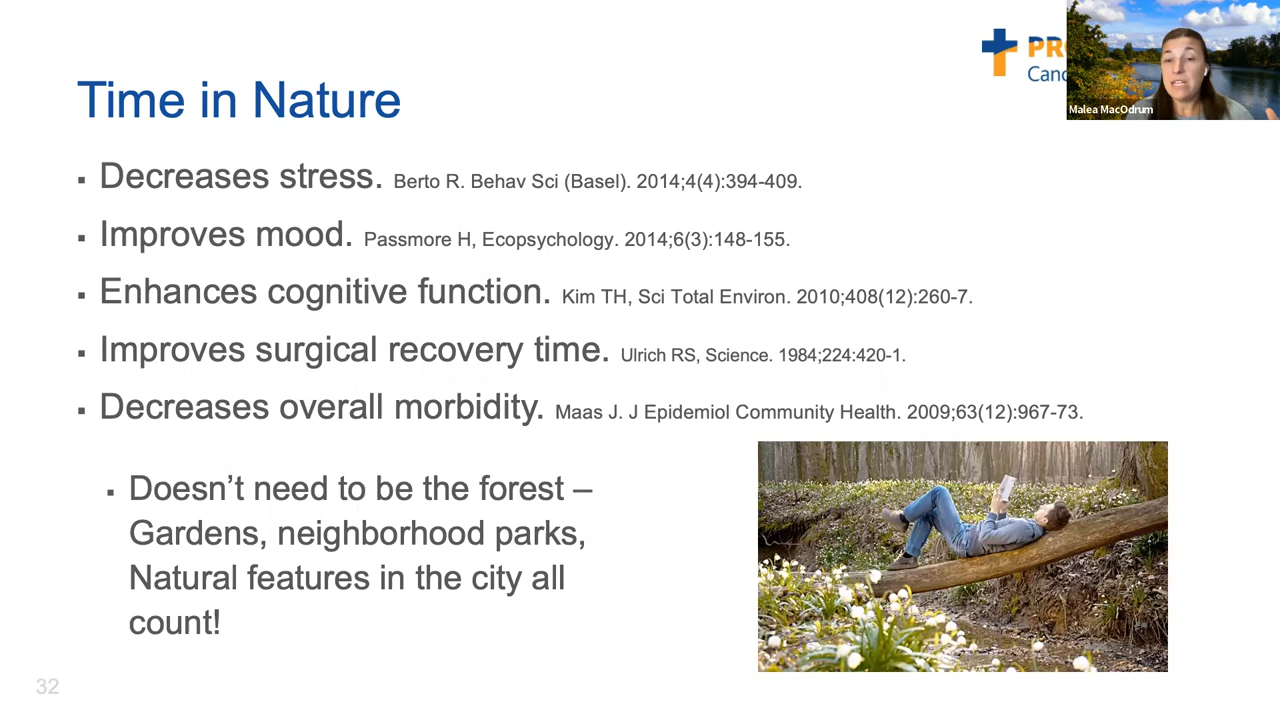 Malea MacOdrum
Time in Nature
▪ Decreases stress. Berto R. Behav Sci (Basel). 2014;4(4):394-409.
▪ Improves mood. Passmore H, Ecopsychology. 2014;6(3):148-155.
▪ Enhances cognitive function. Kim TH, Sci Total Environ. 2010;408(12):260-7.
▪ Improves surgical recovery time. Ulrich RS, Science. 1984;224:420-1.
▪ Decreases overall morbidity. Maas J. J Epidemiol Community Health. 2009;63(12):967-73.
▪ Doesn’t need to be the forest –
Gardens, neighborhood parks,
Natural features in the city all
count!
32